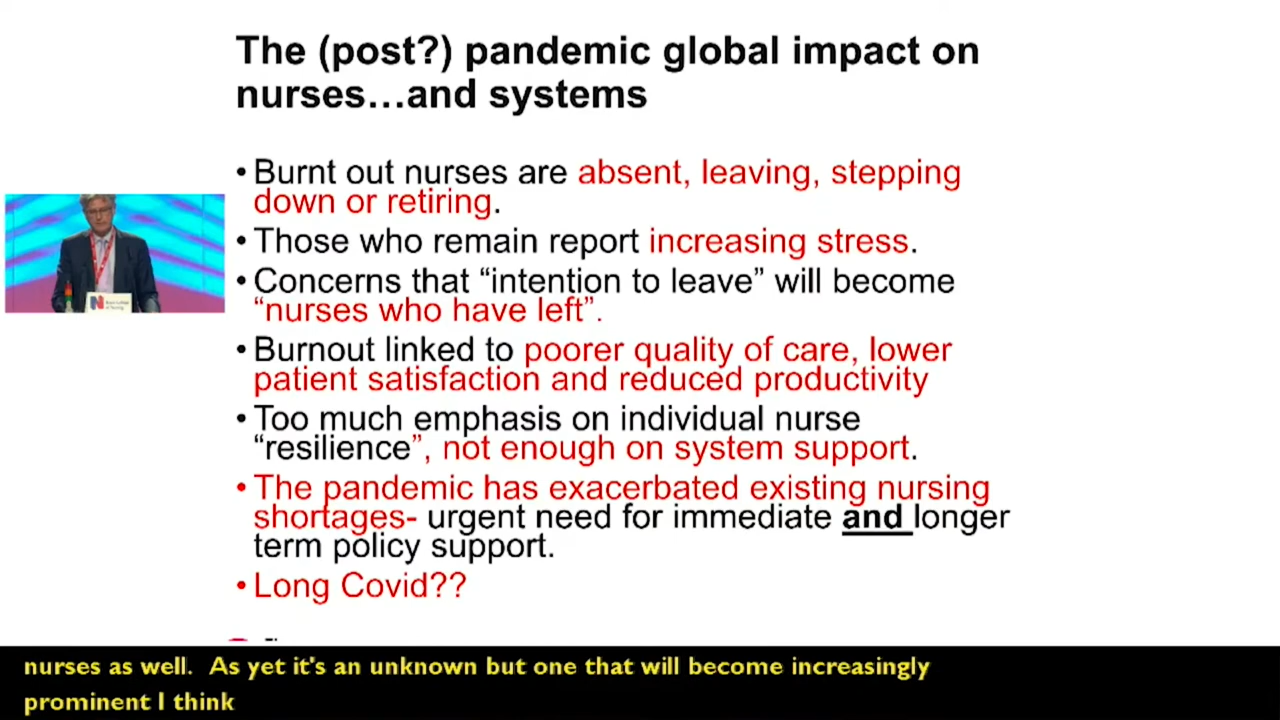 The (post?) pandemic global impact on
nurses…and systems
• Burnt out nurses are absent, leaving, stepping
down or retiring.
• Those who remain report increasing stress.
• Concerns that “intention to leave” will become
“nurses who have left”.
• Burnout linked to poorer quality of care, lower
patient satisfaction and reduced productivity
• Too much emphasis on individual nurse
“resilience”, not enough on system support.
• The pandemic has exacerbated existing nursing
shortages- urgent need for immediate and longer
term policy support.
• Long Covid??
nurses as well.  As yet it's an unknown but one that will become increasingly
prominent I think